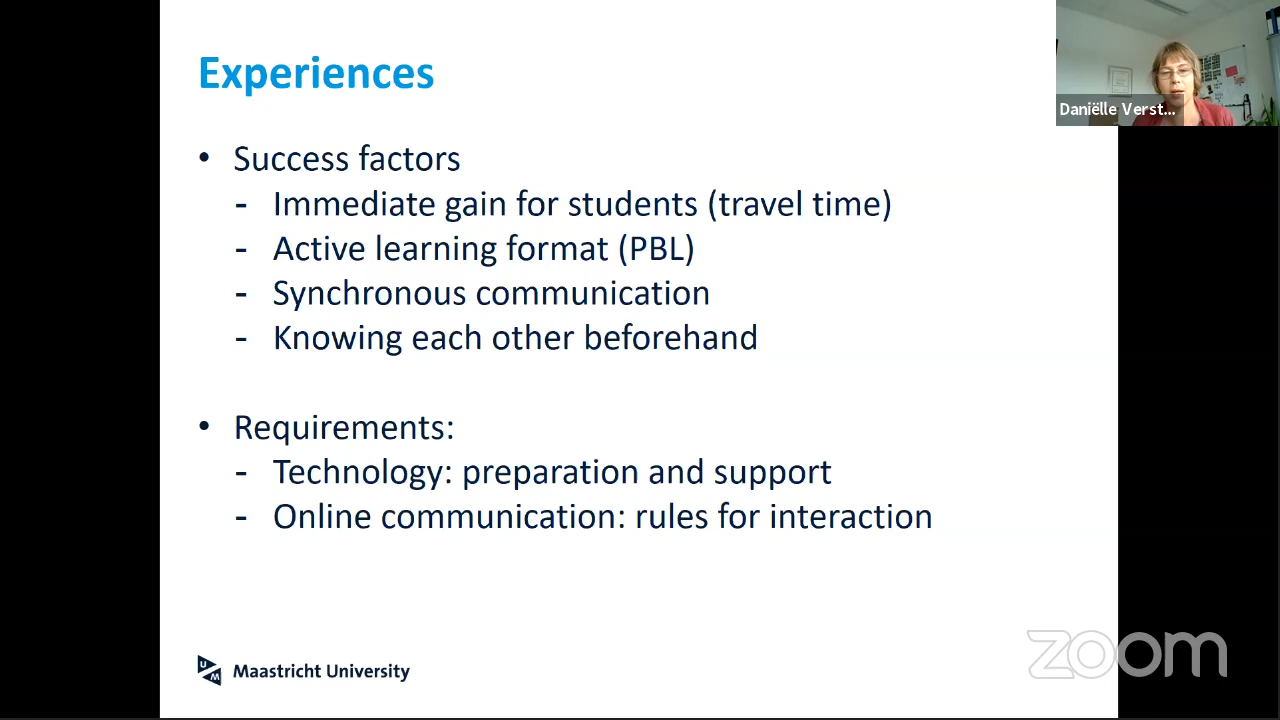 Experiences
Daniëlle Verst...
• Success factors
- Immediate gain for students (travel time)
- Active learning format (PBL)
- Synchronous communication
- Knowing each other beforehand
• Requirements:
- Technology: preparation and support
- Online communication: rules for interaction
U
M
Maastricht University
zoom